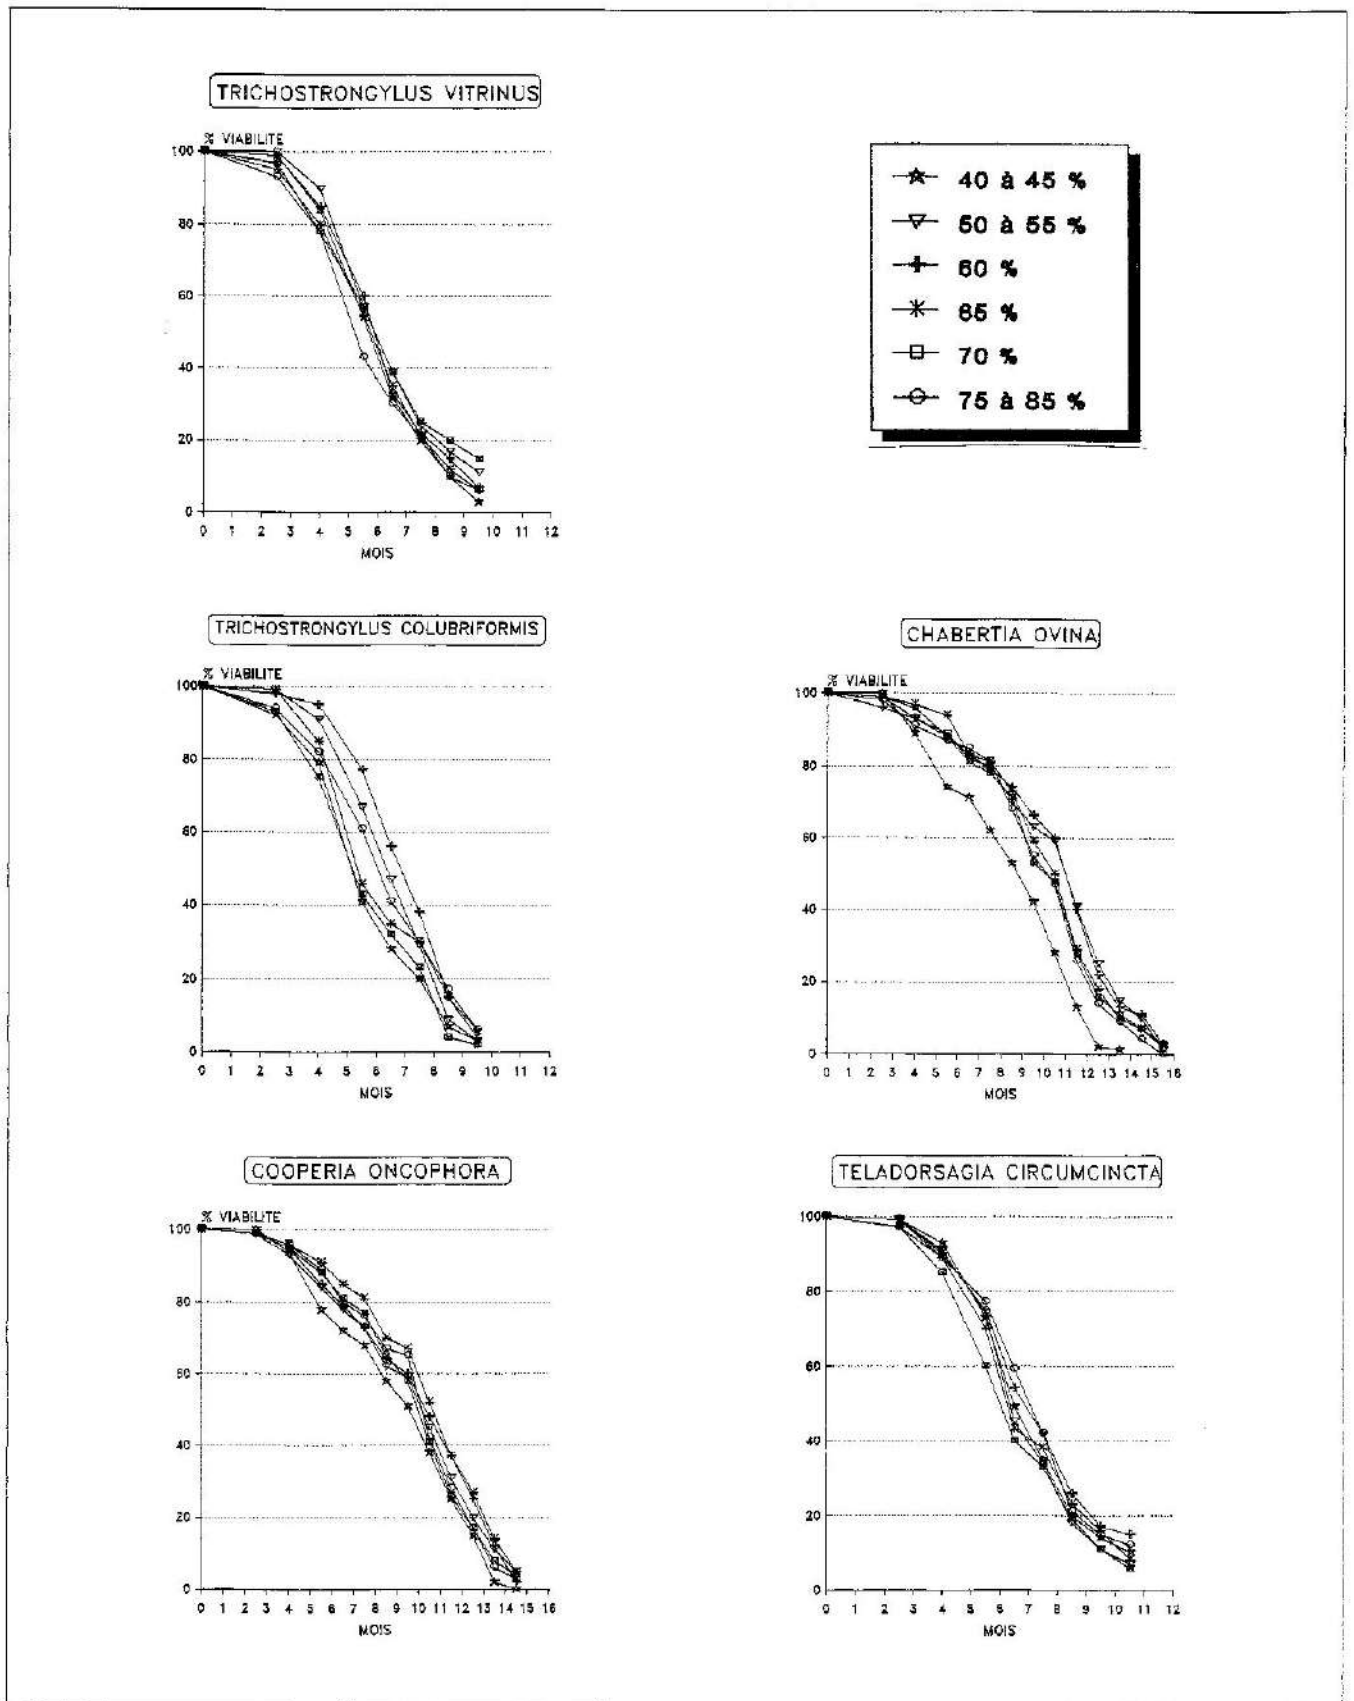 TRICHOSTRONGYLUS VITRINUS
% VIABILITE
100
80
60
40
20
0
0 1 2 3 4 5 6 7 8 9 10 11 12
MOIS
40 à 45 %
50 à 55 %
60 %
65 %
70 %
75 à 85 %
TRICHOSTRONGYLUS COLUBRIFORMIS
% VIABILITE
100
80
60
40
20
0
0 1 2 3 4 5 6 7 8 9 10 11 12
MOIS
CHABERTIA OVINA
% VIABILITE
100
80
60
40
20
0
0 1 2 3 4 5 6 7 8 9 10 11 12 13 14 15 16
MOIS
COOPERIA ONCOPHORA
% VIABILITE
100
80
60
40
20
0
0 1 2 3 4 5 6 7 8 9 10 11 12 13 14 15 16
MOIS
TELADORSAGIA CIRCUMCINCTA
100
80
60
40
20
0
0 1 2 3 4 5 6 7 8 9 10 11 12
MOIS